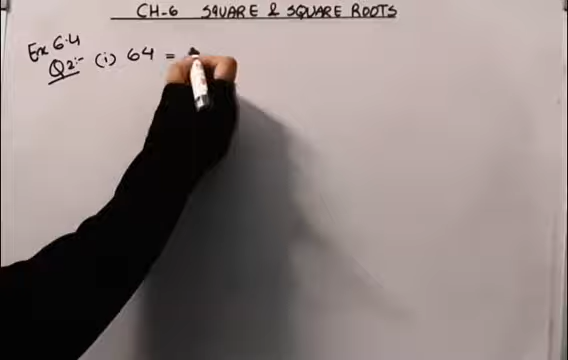 CH-6 SQUARE & SQUARE ROOTS
Ex 6.4
Q2:- (i) 64 =